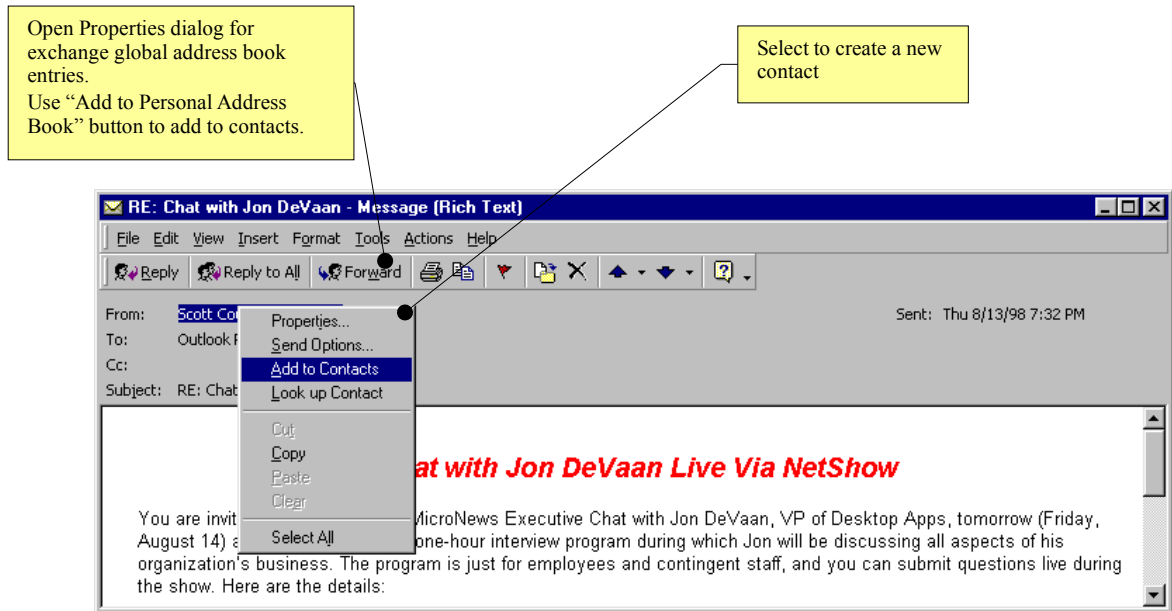 Open Properties dialog for
exchange global address book
entries.
Use “Add to Personal Address
Book” button to add to contacts.
Select to create a new
contact
RE: Chat with Jon DeVaan - Message (Rich Text)
File Edit View Insert Format Tools Actions Help
Reply Reply to All Forward
From: Scott Sent: Thu 8/13/98 7:32 PM
To: Outlook
Cc:
Subject: RE: Chat
Properties...
Send Options...
Add to Contacts
Look up Contact
Cut
Copy
Paste
Clear
Select All
at with Jon DeVaan Live Via NetShow
You are invit MicroNews Executive Chat with Jon DeVaan, VP of Desktop Apps, tomorrow (Friday,
August 14) a one-hour interview program during which Jon will be discussing all aspects of his
organization's business. The program is just for employees and contingent staff, and you can submit questions live during
the show. Here are the details: